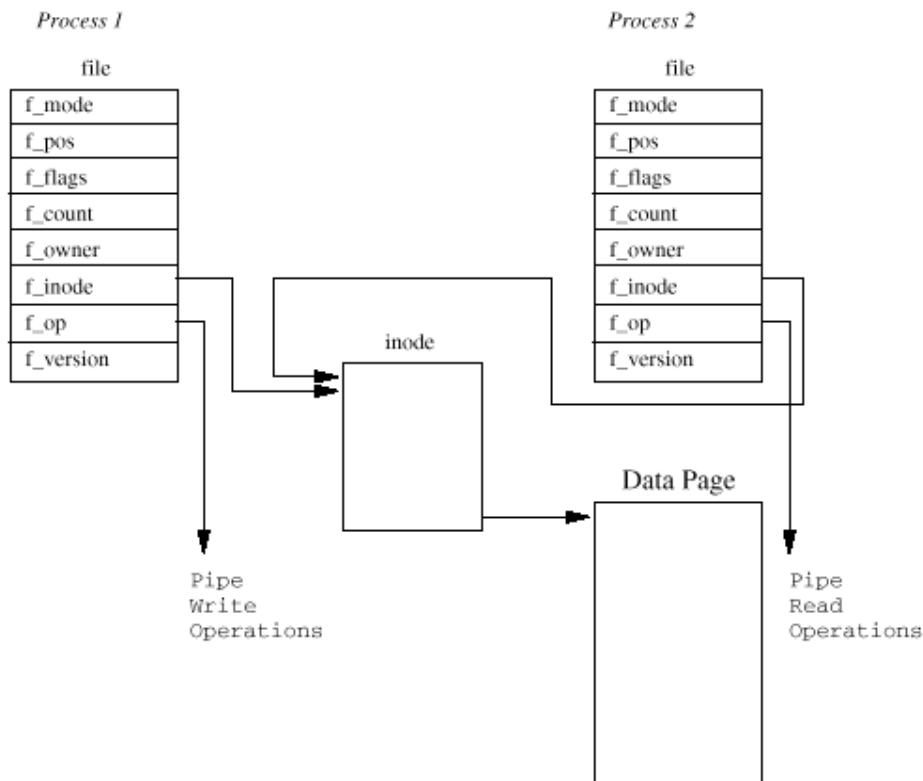 Process 1
file
f_mode
f_pos
f_flags
f_count
f_owner
f_inode
f_op
f_version
Pipe
Write
Operations
inode
Process 2
file
f_mode
f_pos
f_flags
f_count
f_owner
f_inode
f_op
f_version
Data Page
Pipe
Read
Operations